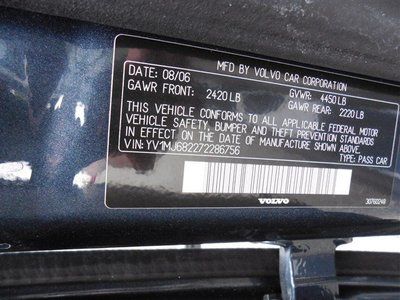 DATE 08/06 MFD BY VOLVO CAR CORPORATION
GAWR FRONT: 2420 LB GVWR: 4450 LB
GAWR REAR: 2220 LB
THIS VEHICLE CONFORMS TO ALL APPLICABLE FEDERAL MOTOR
VEHICLE SAFETY, BUMPER AND THEFT PREVENTION STANDARDS
IN EFFECT ON THE DATE OF MANUFACTURE SHOWN ABOVE
VIN: YV1MJ682272286756
TYPE: PASS CAR
VOLVO